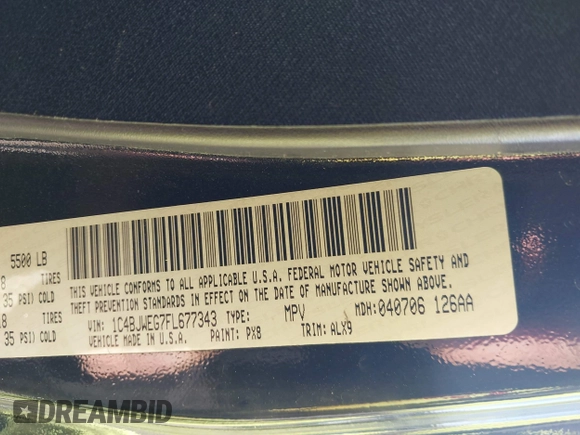 5500 LB
8 TIRES
35 PSI) COLD
18 TIRES
35 PSI) COLD
THIS VEHICLE CONFORMS TO ALL APPLICABLE U.S.A. FEDERAL MOTOR VEHICLE SAFETY AND
THEFT PREVENTION STANDARDS IN EFFECT ON THE DATE OF MANUFACTURE SHOWN ABOVE.
VIN: 1C4BJWEG7FL677343 TYPE: MPV MDH: 040706 126AA
VEHICLE MADE IN U.S.A. PAINT: PX8 TRIM: ALX9
DREAMBID